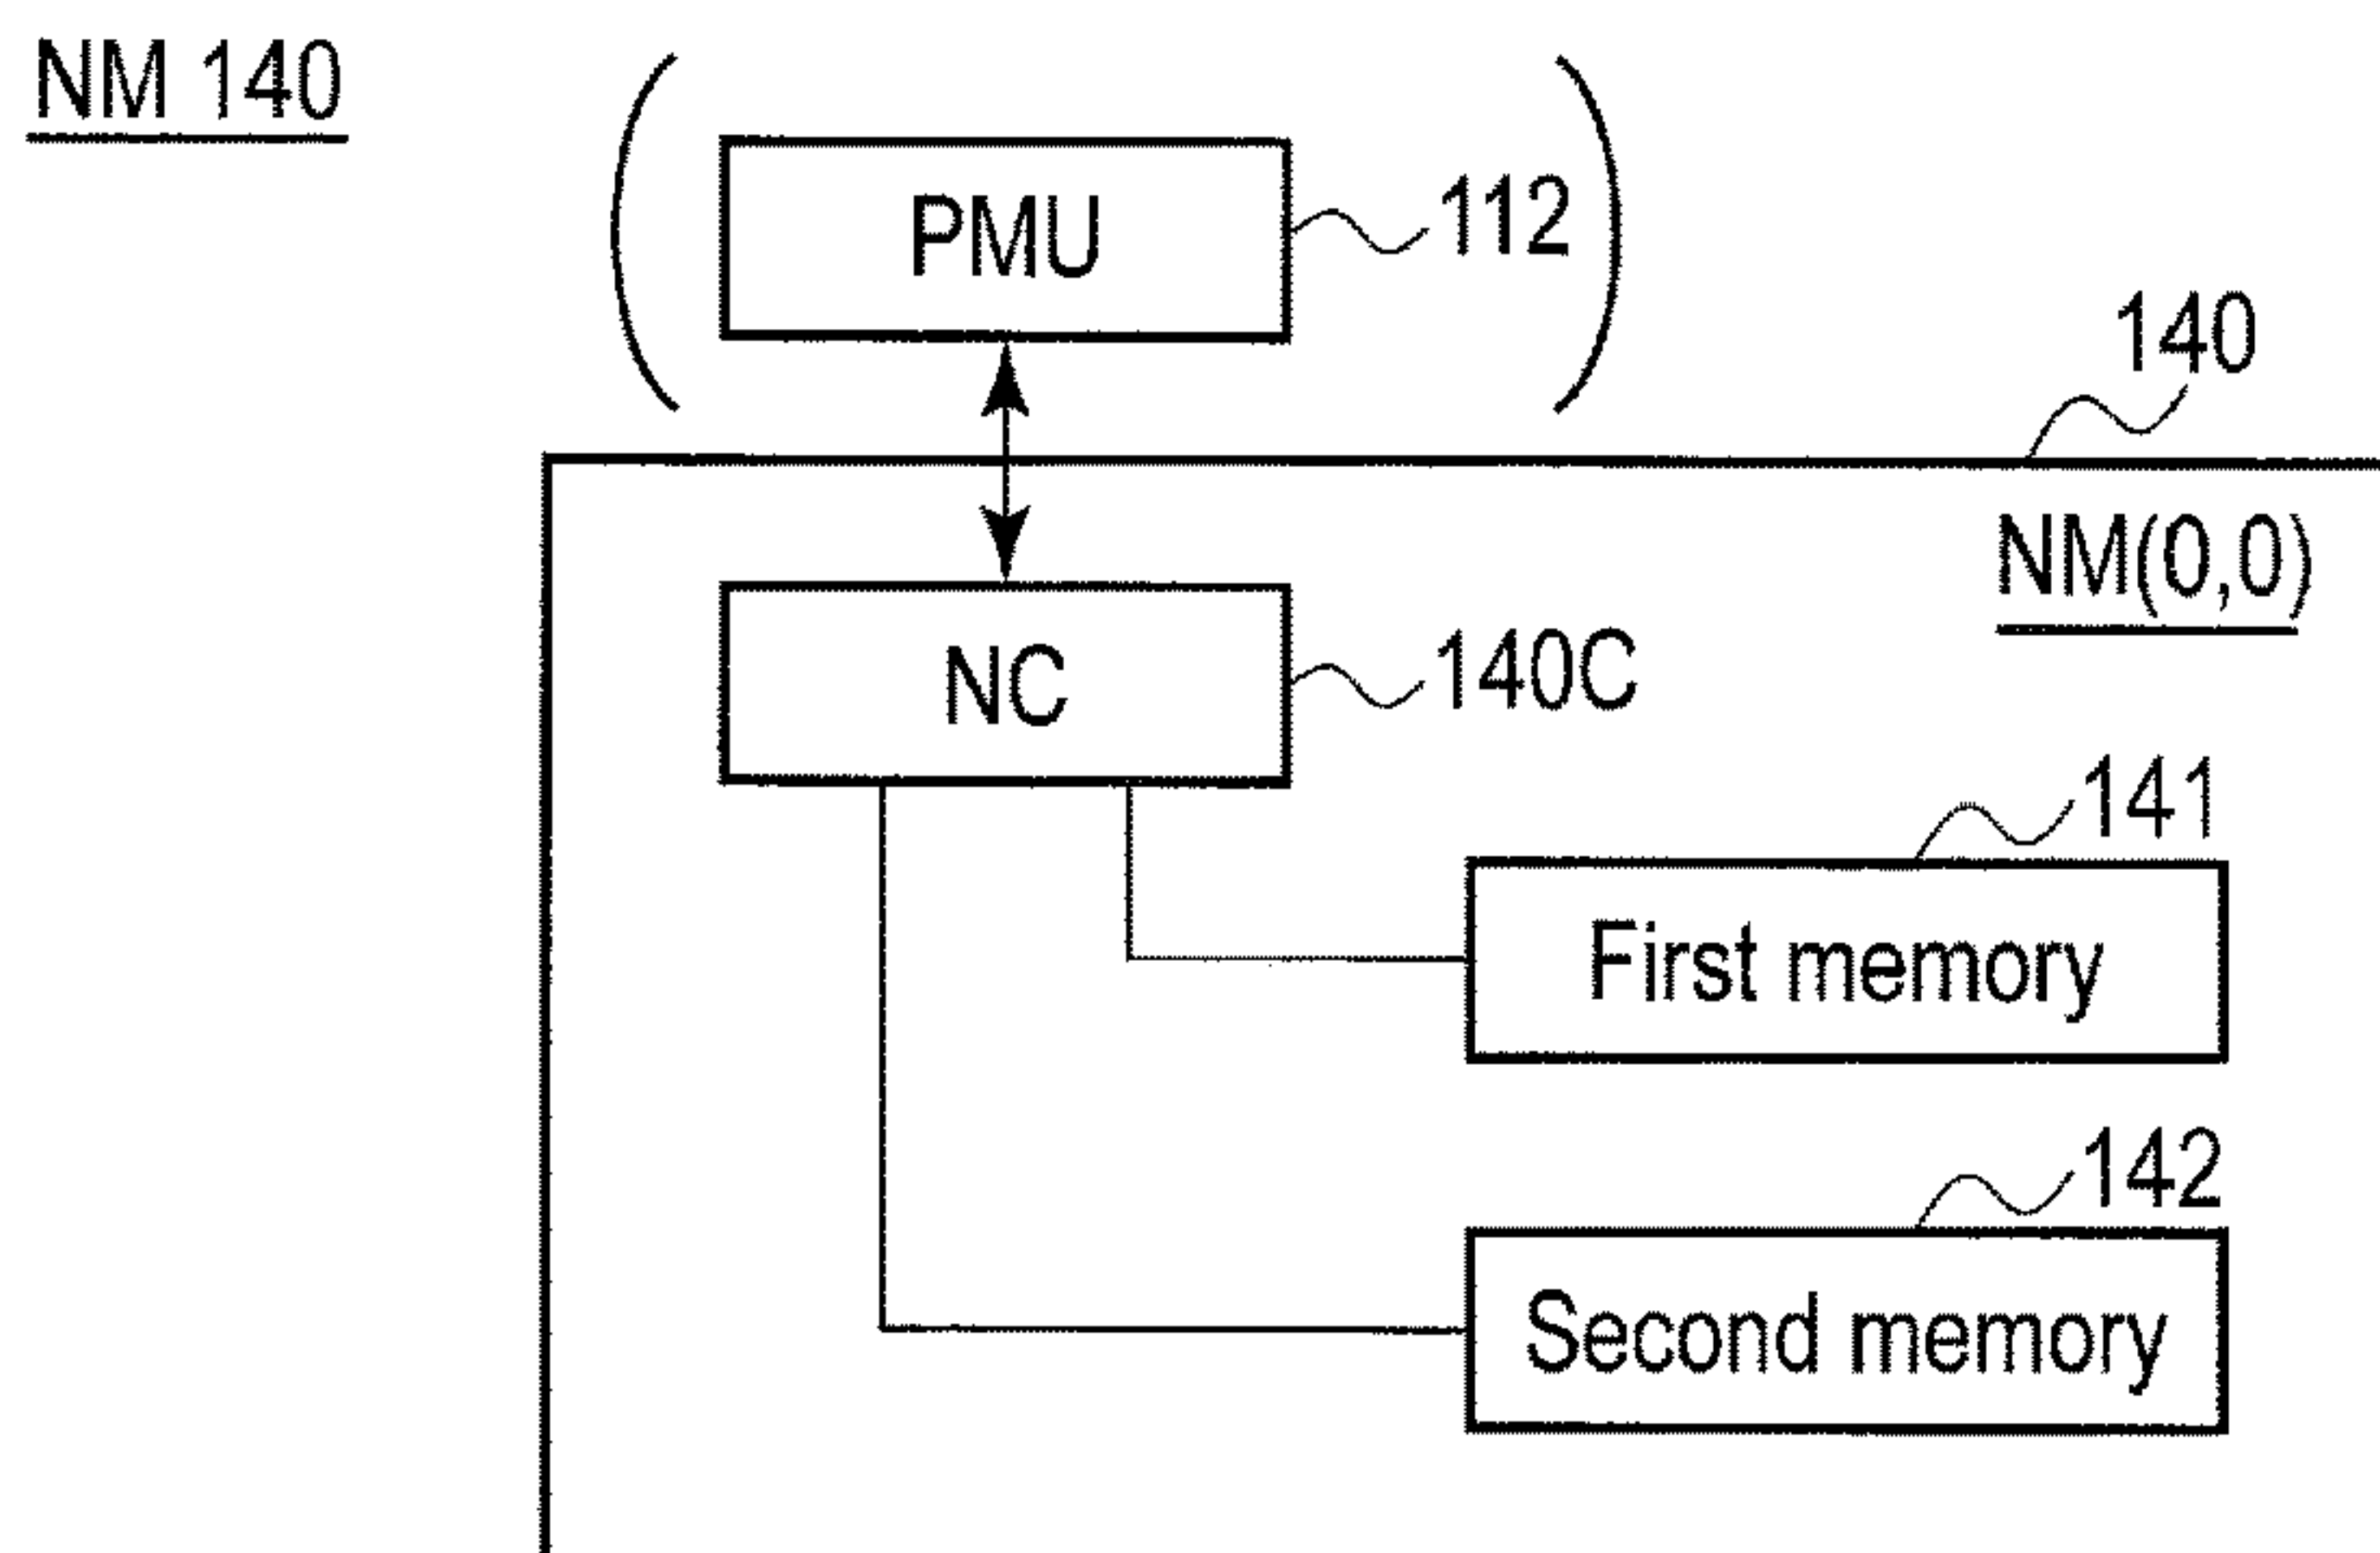 NM 140
PMU
112
140
NM(0,0)
NC
140C
141
First memory
142
Second memory